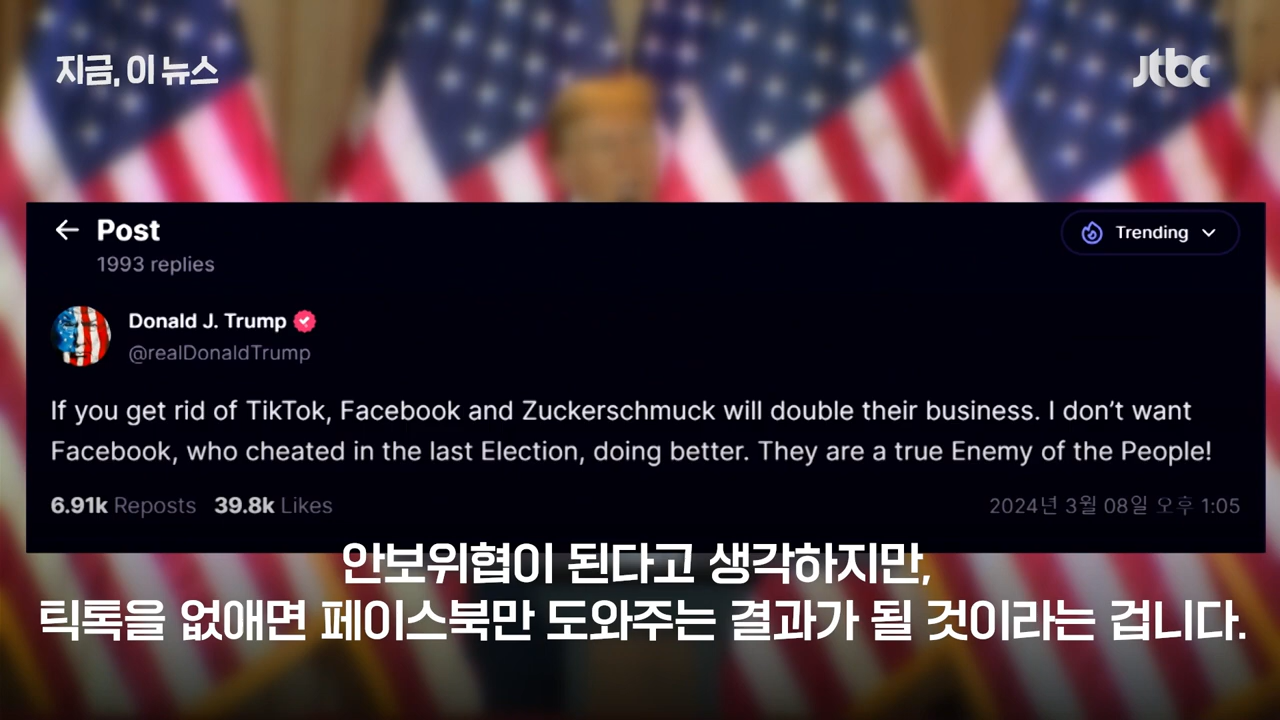 지금, 이 뉴스
jtbc
Post
Trending
1993 replies
Donald J. Trump
@realDonaldTrump
If you get rid of TikTok, Facebook and Zuckerschmuck will double their business. I don’t want
Facebook, who cheated in the last Election, doing better. They are a true Enemy of the People!
6.91k Reposts 39.8k Likes
2024년 3월 08일 오후 1:05
안보위협이 된다고 생각하지만,
틱톡을 없애면 페이스북만 도와주는 결과가 될 것이라는 겁니다.